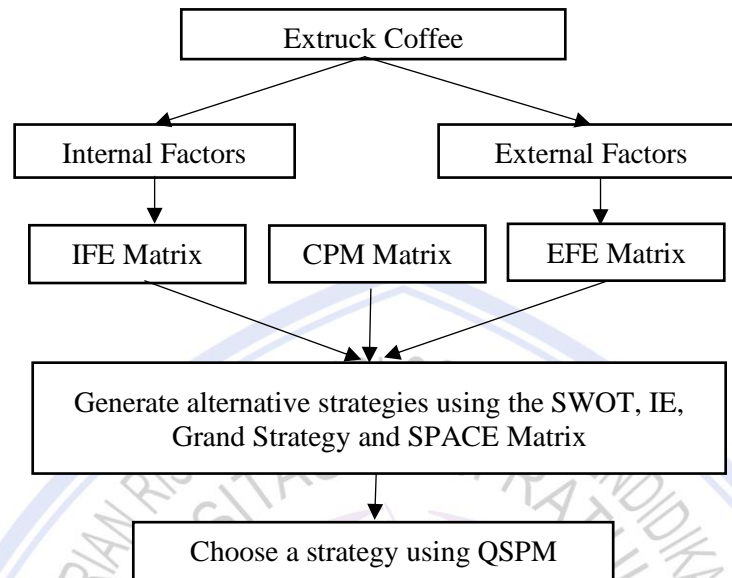 Extruck Coffee
Internal Factors
External Factors
IFE Matrix
CPM Matrix
EFE Matrix
Generate alternative strategies using the SWOT, IE,
Grand Strategy and SPACE Matrix
Choose a strategy using QSPM